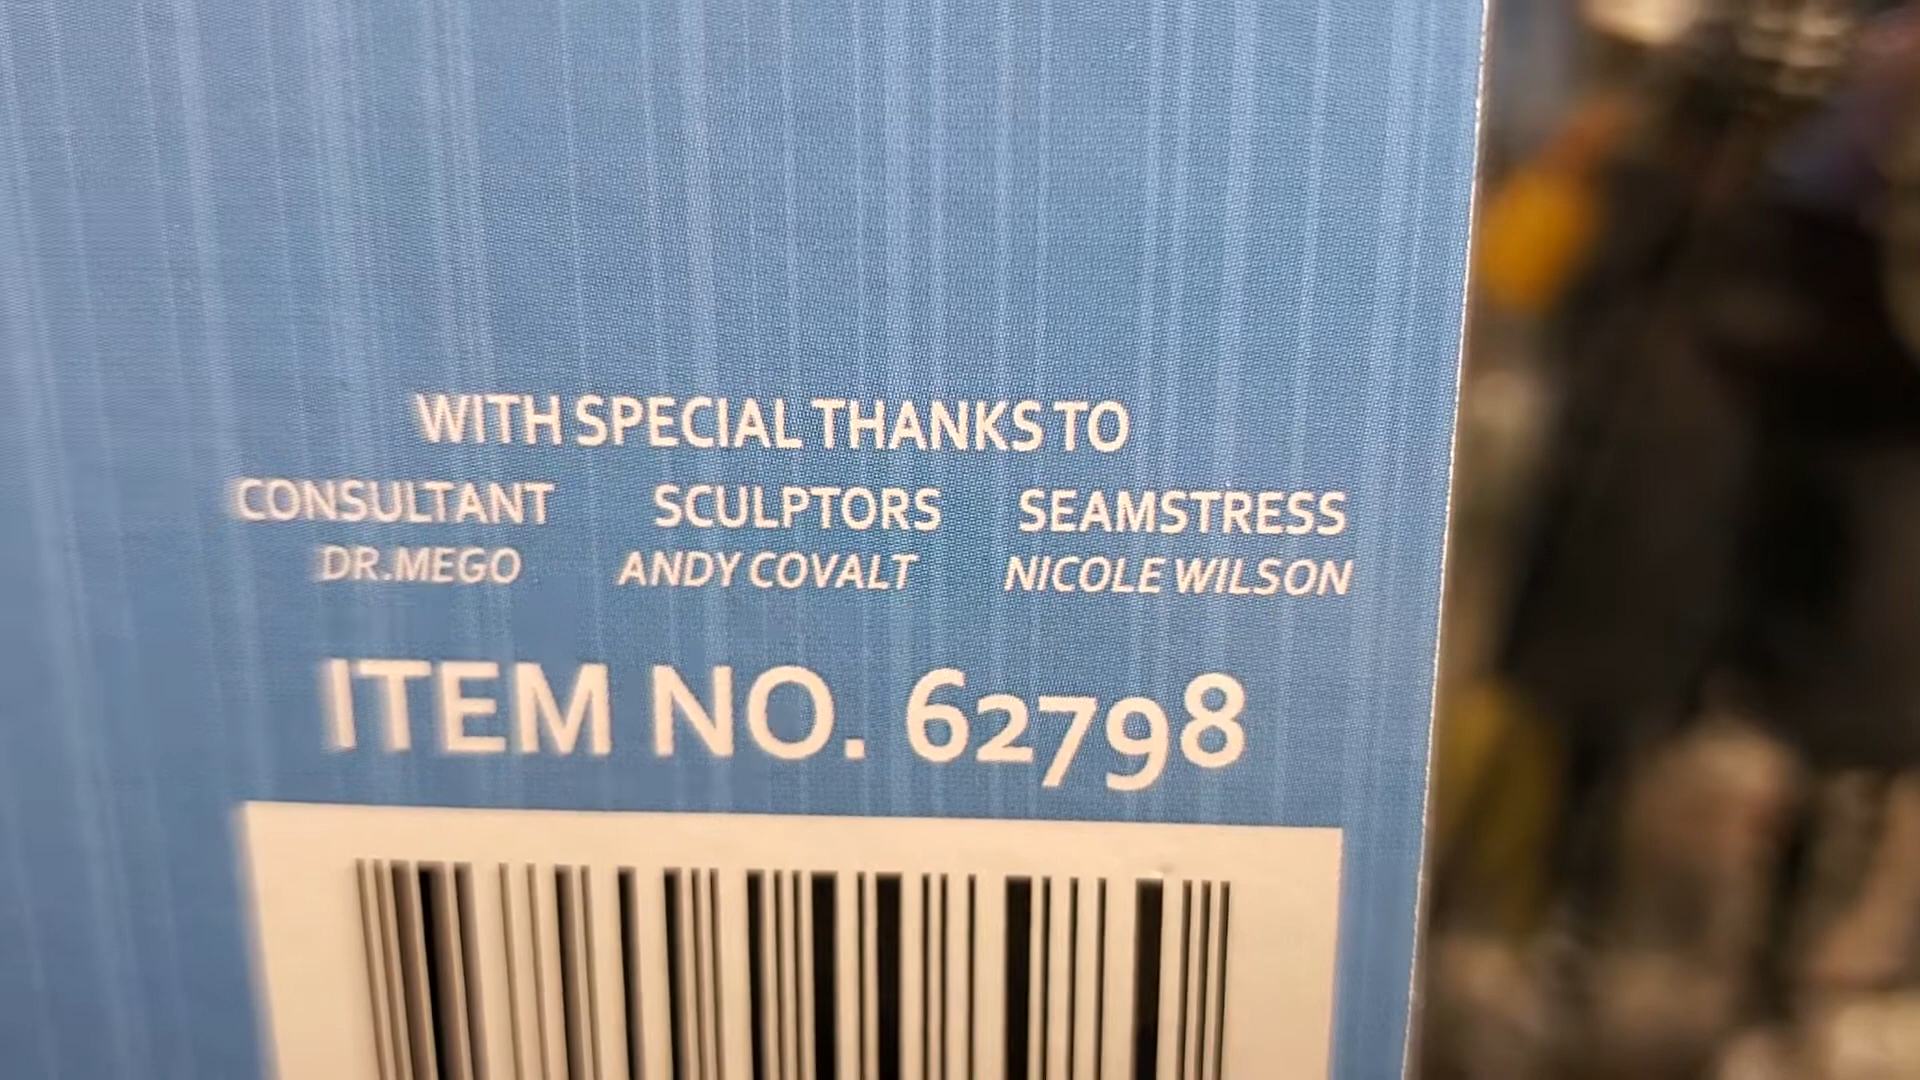 WITH SPECIAL THANKS TO
CONSULTANT SCULPTORS SEAMSTRESS
DR.MEGO ANDY COVALT NICOLE WILSON
ITEM NO. 62798